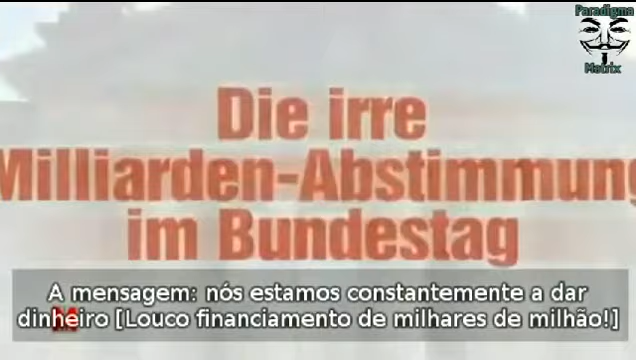 Paradigma
Matrix
Die irre
Milliarden-Abstimmung
im Bundestag
A mensagem: nós estamos constantemente a dar
dinheiro [Louco financiamento de milhares de milhão!]